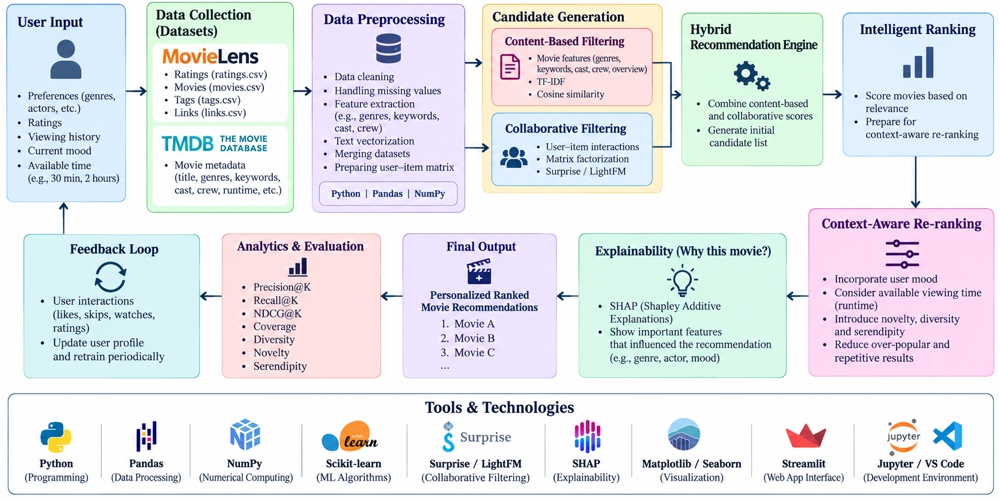 User Input
• Preferences (genres,
actors, etc.)
• Ratings
• Viewing history
• Current mood
• Available time
(e.g., 30 min, 2 hours)
Data Collection
(Datasets)
MovieLens
• Ratings (ratings.csv)
• Movies (movies.csv)
• Tags (tags.csv)
• Links (links.csv)
TMDB THE MOVIE
DATABASE
• Movie metadata
(title, genres, keywords,
cast, crew, runtime, etc.)
Data Preprocessing
• Data cleaning
• Handling missing values
• Feature extraction
(e.g., genres, keywords,
cast, crew)
• Text vectorization
• Merging datasets
• Preparing user–item matrix
Python | Pandas | NumPy
Candidate Generation
Content-Based Filtering
• Movie features (genres,
keywords, cast, crew, overview)
• TF-IDF
• Cosine similarity
Collaborative Filtering
• User–item interactions
• Matrix factorization
• Surprise / LightFM
Hybrid
Recommendation Engine
• Combine content-based
and collaborative scores
• Generate initial
candidate list
Intelligent Ranking
• Score movies based on
relevance
• Prepare for
context-aware re-ranking
Context-Aware Re-ranking
• Incorporate user mood
• Consider available viewing time
(runtime)
• Introduce novelty, diversity
and serendipity
• Reduce over-popular and
repetitive results
Explainability (Why this movie?)
• SHAP (Shapley Additive
Explanations)
• Show important features
that influenced the recommendation
(e.g., genre, actor, mood)
Final Output
Personalized Ranked
Movie Recommendations
1. Movie A
2. Movie B
3. Movie C
...
Analytics & Evaluation
• Precision@K
• Recall@K
• NDCG@K
• Coverage
• Diversity
• Novelty
• Serendipity
Feedback Loop
• User interactions
(likes, skips, watches,
ratings)
• Update user profile
and retrain periodically
Tools & Technologies
Python
(Programming)
Pandas
(Data Processing)
NumPy
(Numerical Computing)
scikit
learn
Scikit-learn
(ML Algorithms)
Surprise
Surprise / LightFM
(Collaborative Filtering)
SHAP
(Explainability)
Matplotlib / Seaborn
(Visualization)
Streamlit
(Web App Interface)
jupyter
Jupyter / VS Code
(Development Environment)